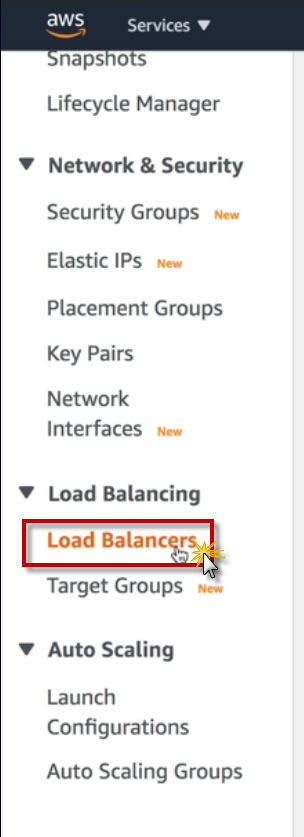 aws
Services ▼
Snapshots
Lifecycle Manager
▼ Network & Security
Security Groups New
Elastic IPs New
Placement Groups
Key Pairs
Network
Interfaces New
▼ Load Balancing
Load Balancers
Target Groups New
▼ Auto Scaling
Launch
Configurations
Auto Scaling Groups